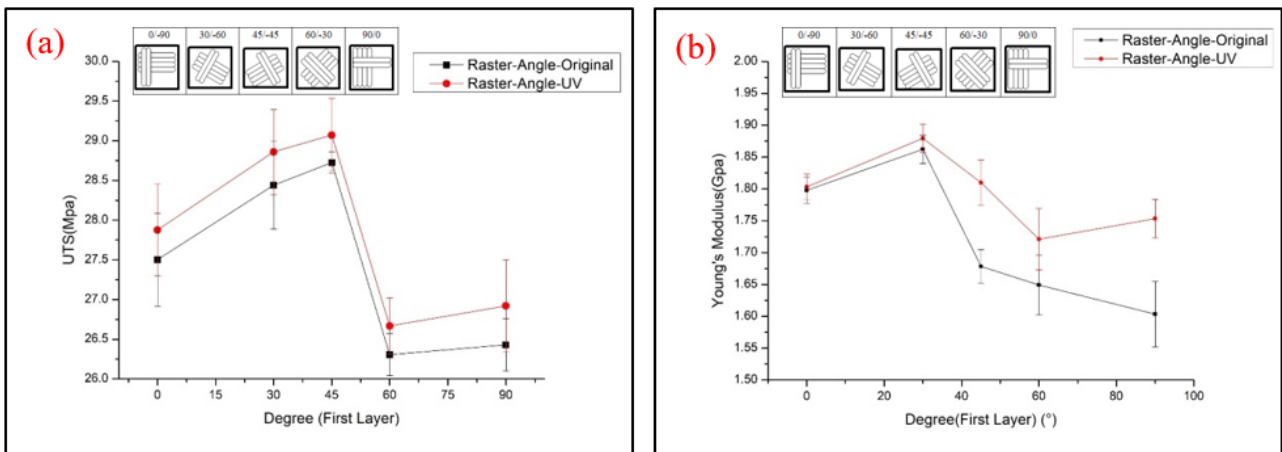 (a)
0/-90 30/-60 45/-45 60/-30 90/0
Raster-Angle-Original
Raster-Angle-UV
30.0
29.5
29.0
28.5
28.0
27.5
27.0
26.5
26.0
UTS(Mpa)
0 15 30 45 60 75 90
Degree (First Layer)
(b)
0/-90 30/-60 45/-45 60/-30 90/0
Raster-Angle-Original
Raster-Angle-UV
2.00
1.95
1.90
1.85
1.80
1.75
1.70
1.65
1.60
1.55
1.50
Young's Modulus(Gpa)
0 20 40 60 80 100
Degree(First Layer) (°)